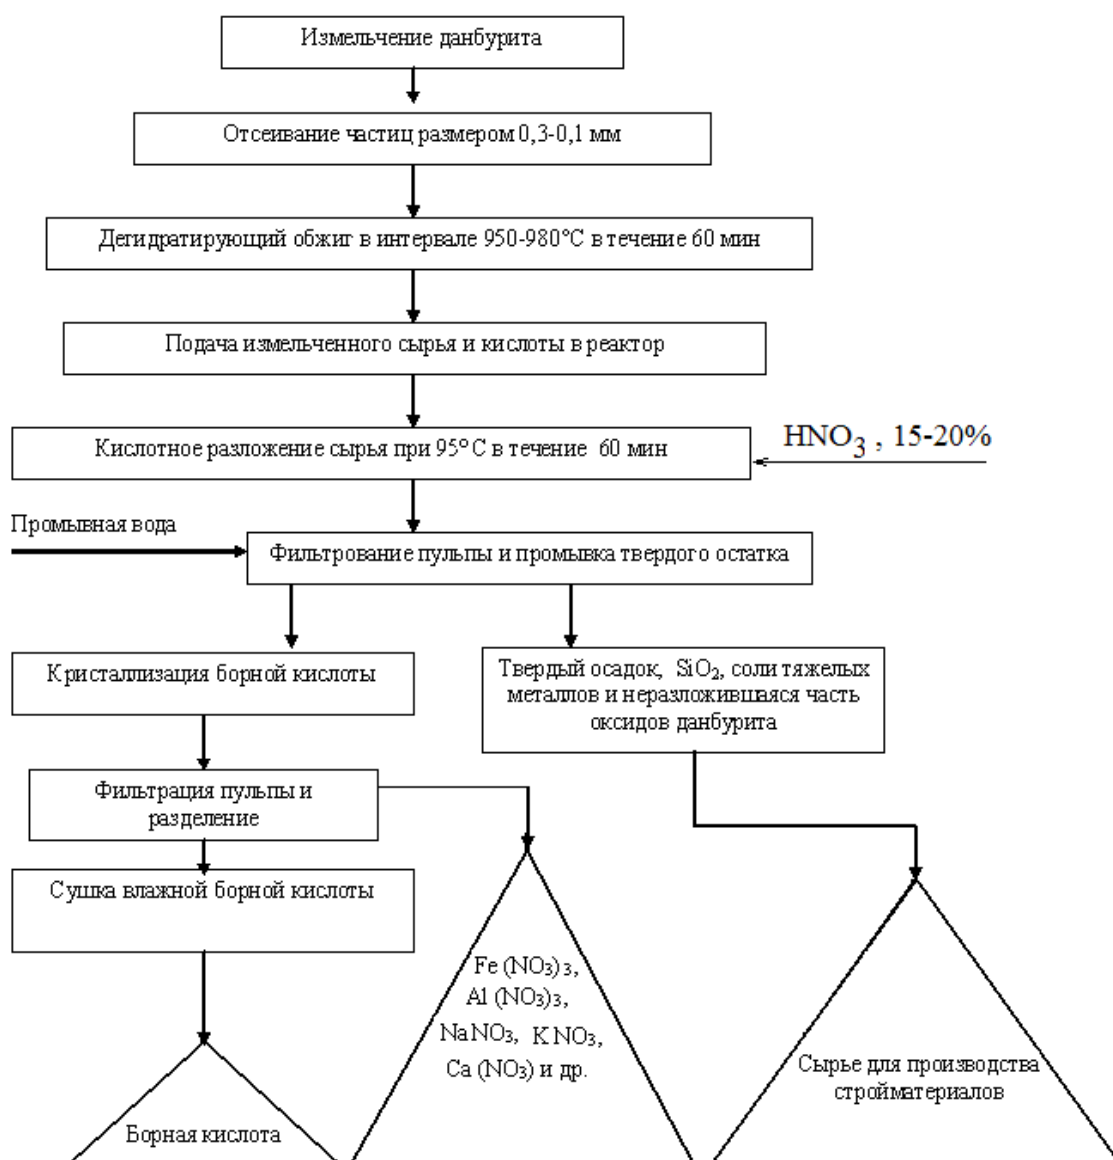 Измельчение данбурита
Отсеивание частиц размером 0,3-0,1 мм
Дегидратирующий обжиг в интервале 950-980°С в течение 60 мин
Подача измельченного сырья и кислоты в реактор
Кислотное разложение сырья при 95°С в течение 60 мин
HNO3 , 15-20%
Промывная вода
Фильтрование пульпы и промывка твердого остатка
Кристаллизация борной кислоты
Твердый осадок, SiO2, соли тяжелых
металлов и неразложившаяся часть
оксидов данбурита
Фильтрация пульпы и
разделение
Сушка влажной борной кислоты
Fe (NO3)3,
Al (NO3)3,
NaNO3, KNO3,
Ca (NO3) и др.
Сырье для производства
стройматериалов
Борная кислота